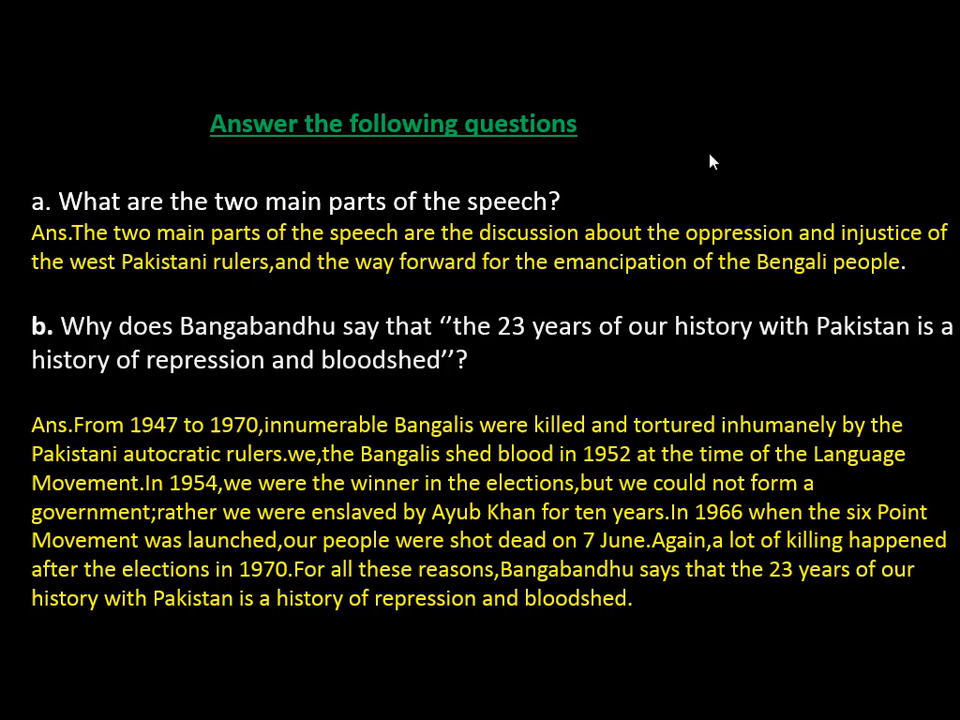 Answer the following questions
a. What are the two main parts of the speech?
Ans.The two main parts of the speech are the discussion about the oppression and injustice of
the west Pakistani rulers,and the way forward for the emancipation of the Bengali people.
b. Why does Bangabandhu say that ‘’the 23 years of our history with Pakistan is a
history of repression and bloodshed’’?
Ans.From 1947 to 1970,innumerable Bangalis were killed and tortured inhumanely by the
Pakistani autocratic rulers.we,the Bangalis shed blood in 1952 at the time of the Language
Movement.In 1954,we were the winner in the elections,but we could not form a
government;rather we were enslaved by Ayub Khan for ten years.In 1966 when the six Point
Movement was launched,our people were shot dead on 7 June.Again,a lot of killing happened
after the elections in 1970.For all these reasons,Bangabandhu says that the 23 years of our
history with Pakistan is a history of repression and bloodshed.